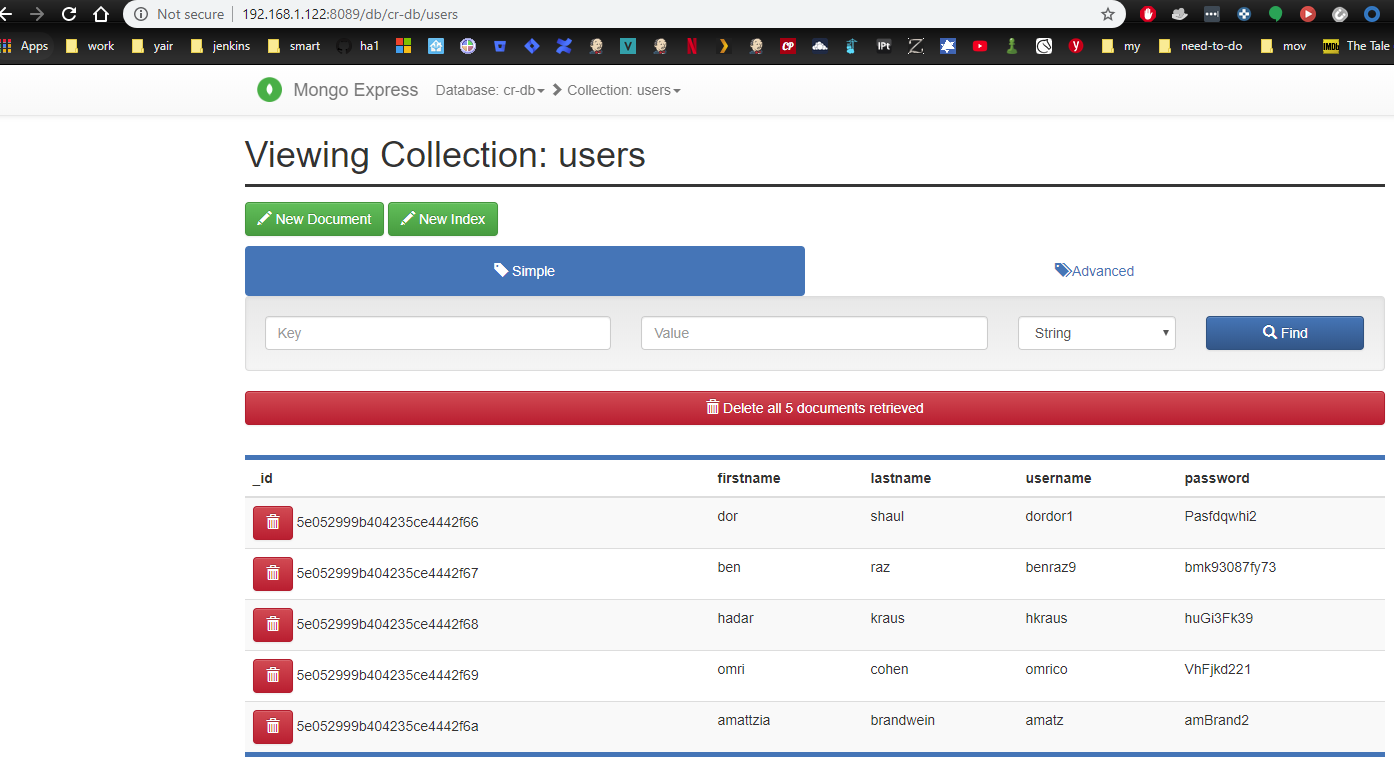 Not secure 192.168.1.122:8089/db/cr-db/users
Apps work yair jenkins smart ha1 V N CP IPt Z y my need-to-do mov IMDb The Tale
Mongo Express Database: cr-db Collection: users
Viewing Collection: users
New Document New Index
Simple Advanced
Key Value String Find
Delete all 5 documents retrieved
_id firstname lastname username password
5e052999b404235ce4442f66 dor shaul dordor1 Pasfdqwhi2
5e052999b404235ce4442f67 ben raz benraz9 bmk93087fy73
5e052999b404235ce4442f68 hadar kraus hkraus huGi3Fk39
5e052999b404235ce4442f69 omri cohen omrico VhFjkd221
5e052999b404235ce4442f6a amattzia brandwein amatz amBrand2